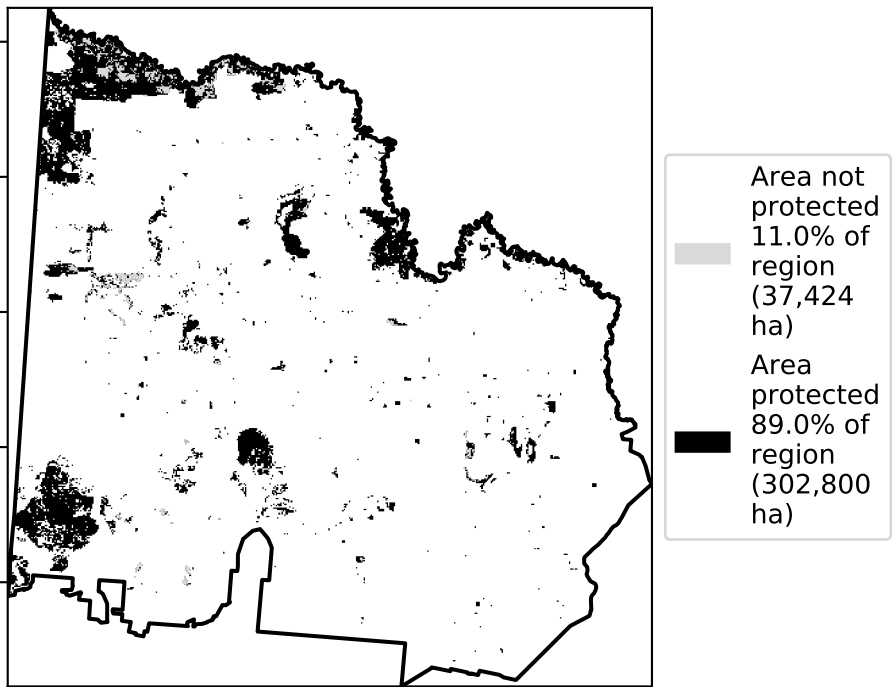 Area not
protected
11.0% of
region
(37,424
ha)
Area
protected
89.0% of
region
(302,800
ha)